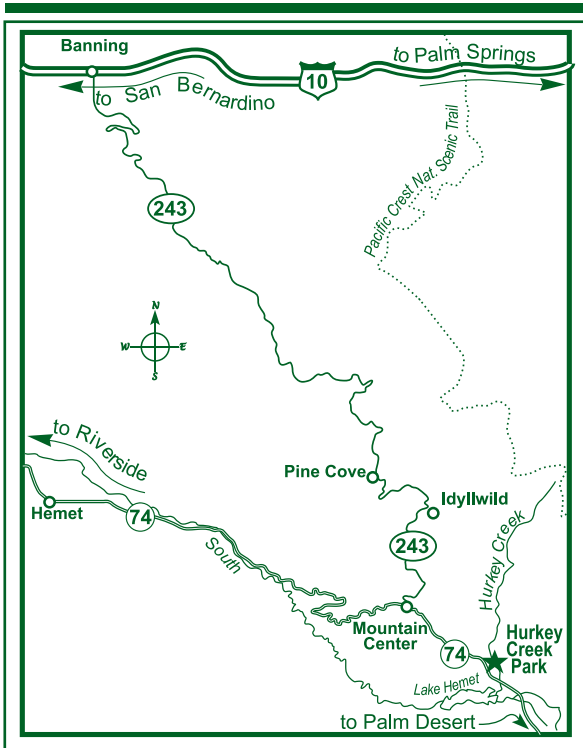 Banning
to Palm Springs
10
to San Bernardino
Pacific Crest Nat. Scenic Trail
243
N
W
E
S
to Riverside
Pine Cove
Idyllwild
Hemet
74
South
243
Hurkey Creek
Mountain
Center
74
Hurkey
Creek
Park
Lake Hemet
to Palm Desert